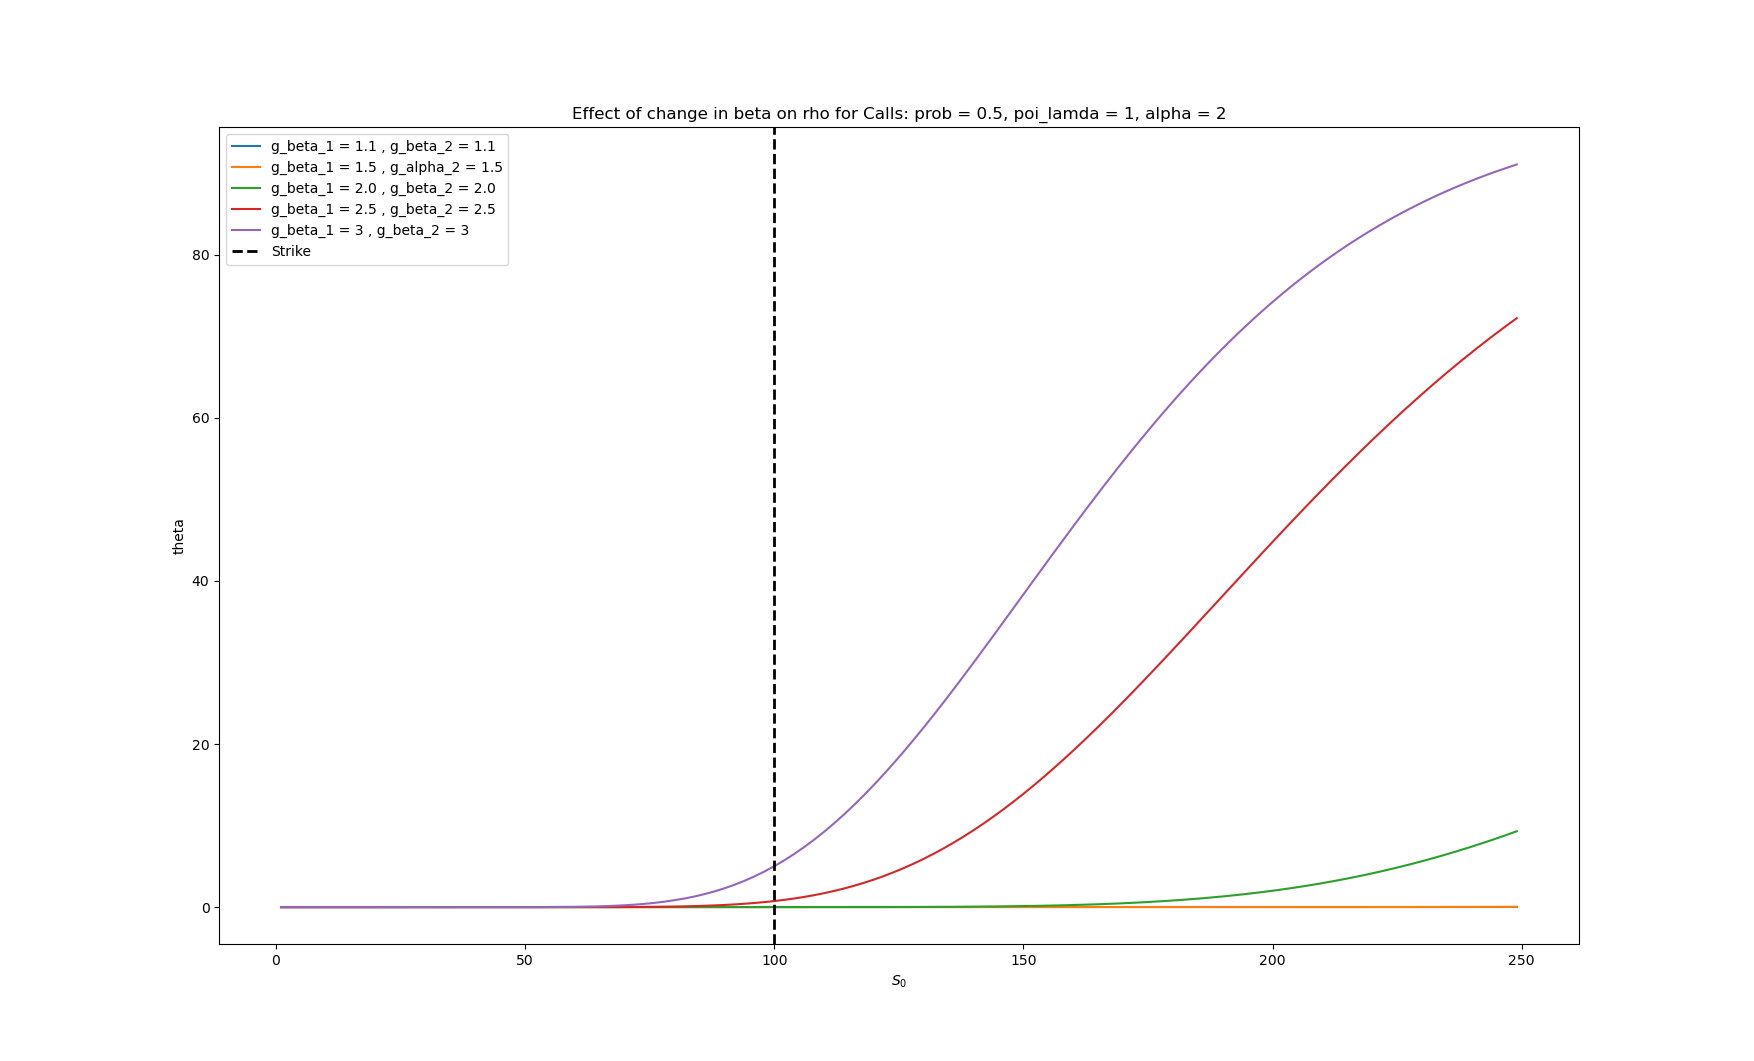 Effect of change in beta on rho for Calls: prob = 0.5, poi_lamda = 1, alpha = 2
g_beta_1 = 1.1 , g_beta_2 = 1.1
g_beta_1 = 1.5 , g_alpha_2 = 1.5
g_beta_1 = 2.0 , g_beta_2 = 2.0
g_beta_1 = 2.5 , g_beta_2 = 2.5
g_beta_1 = 3 , g_beta_2 = 3
Strike
80
60
theta
40
20
0
0 50 100 150 200 250
S₀